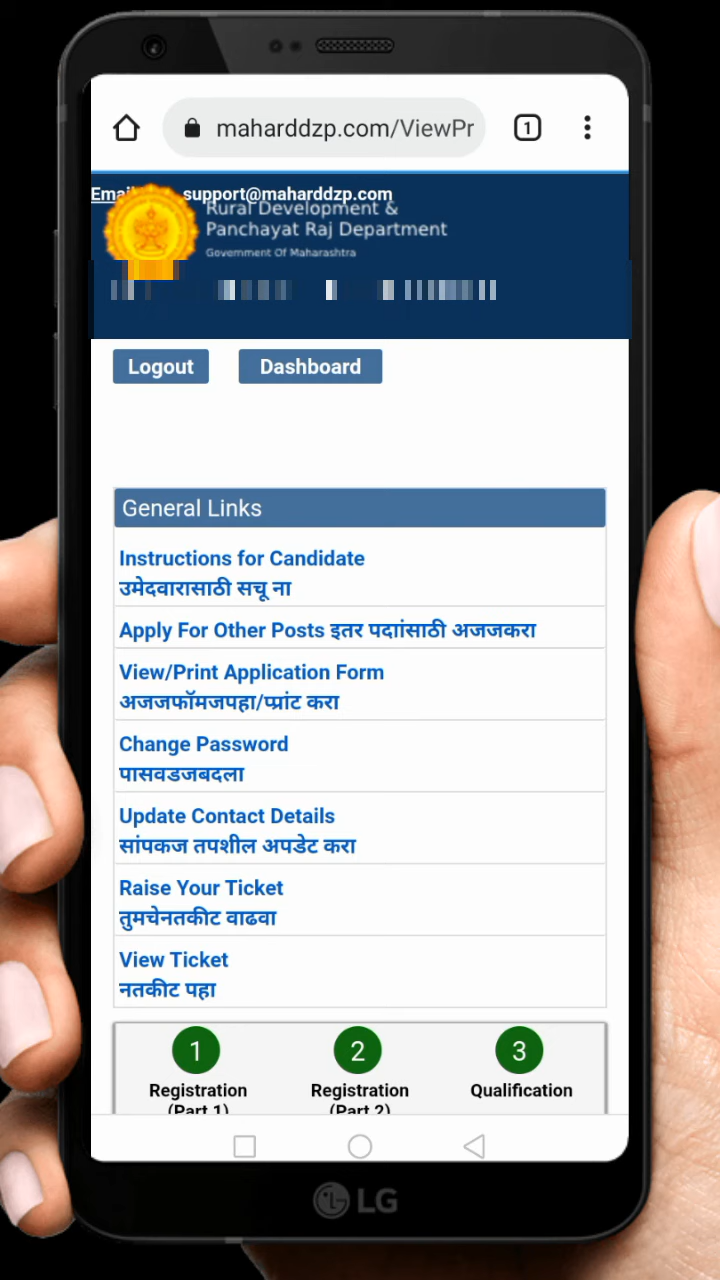 1
maharddzp.com/ViewPr
support@maharddzp.com
Rural Development &
Panchayat Raj Department
Government Of Maharashtra
Logout
Dashboard
General Links
Instructions for Candidate
उमेदवारासाठी सचू ना
Apply For Other Posts इतर पदाांसाठी अजजकरा
View/Print Application Form
अजजफॉमजपहा/प्प्रांट करा
Change Password
पासवडजबदला
Update Contact Details
सांपकज तपशील अपडेट करा
Raise Your Ticket
तुमचेनतकीट वाढवा
View Ticket
नतकीट पहा
1 2 3
Registration Registration Qualification
(Part 1) (Part 2)
LG